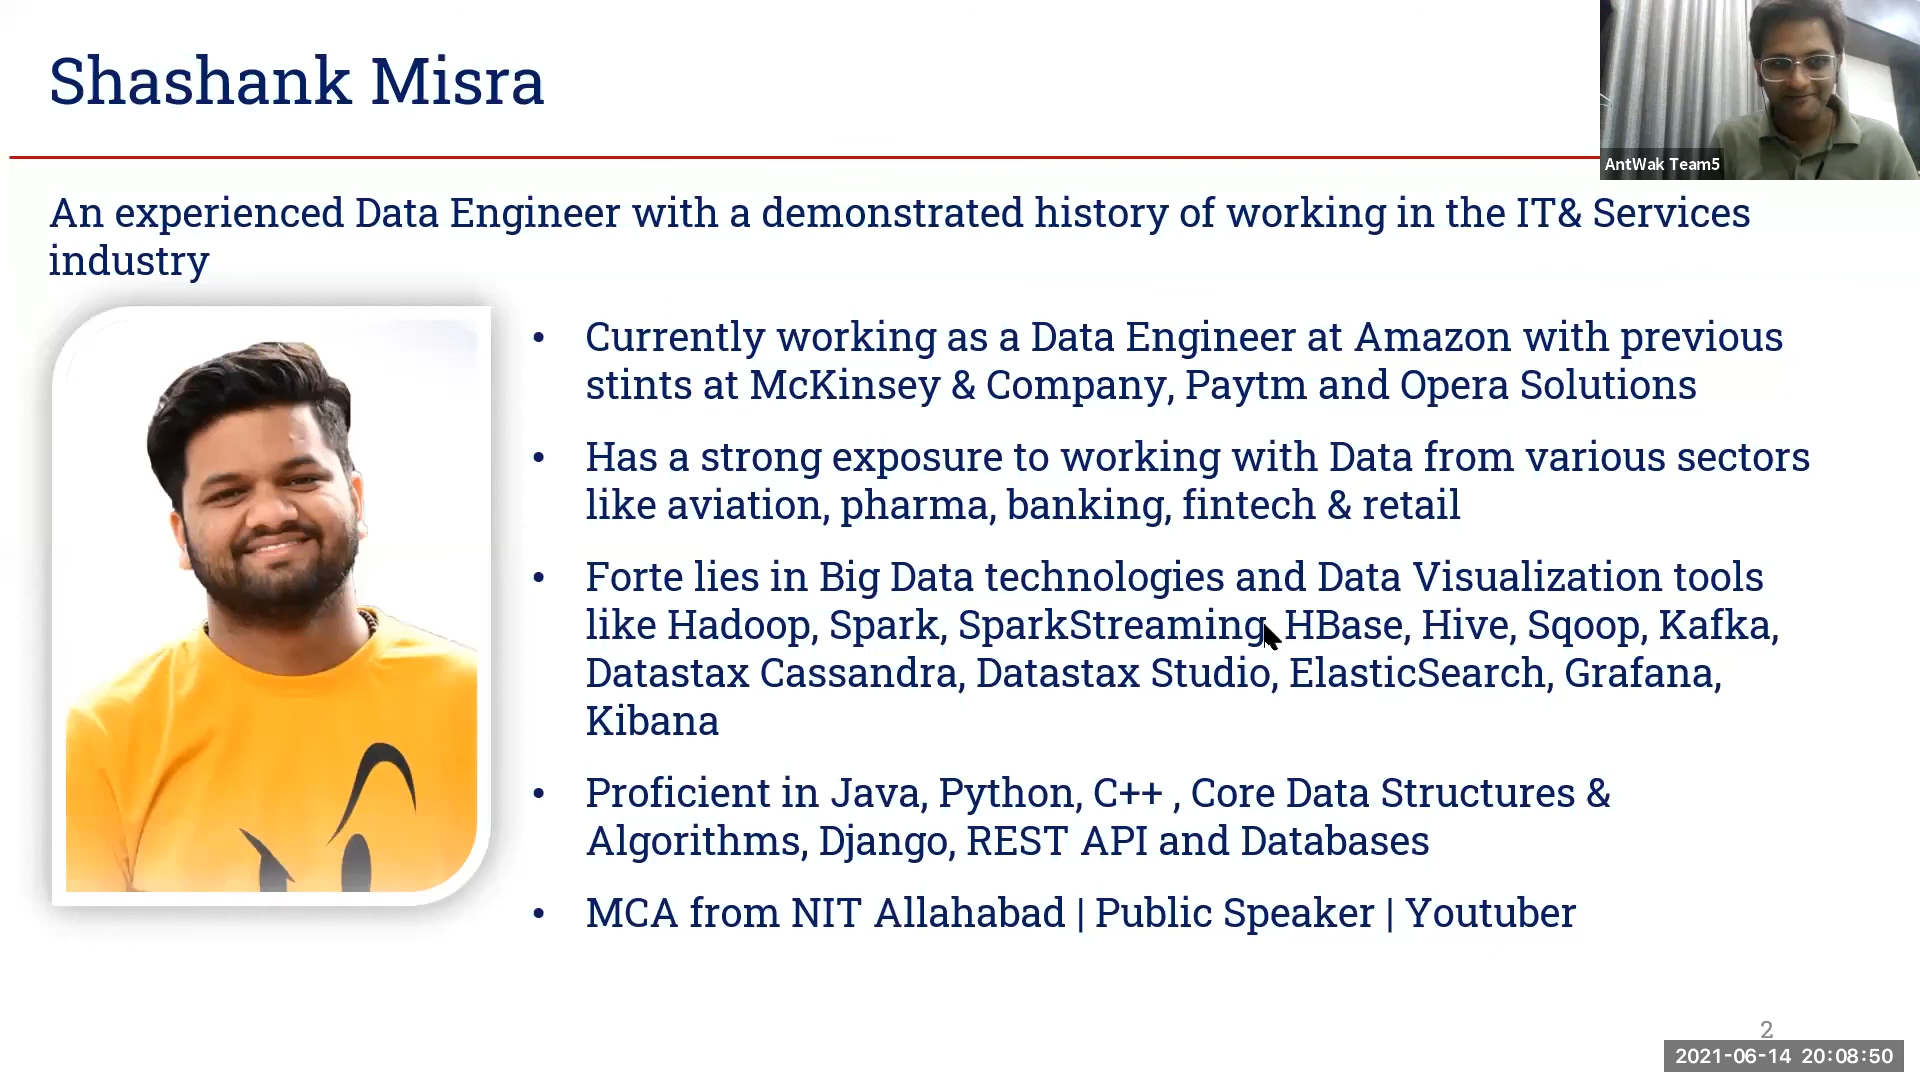 Shashank Misra
AntWak Team5
An experienced Data Engineer with a demonstrated history of working in the IT& Services
industry
• Currently working as a Data Engineer at Amazon with previous
stints at McKinsey & Company, Paytm and Opera Solutions
• Has a strong exposure to working with Data from various sectors
like aviation, pharma, banking, fintech & retail
• Forte lies in Big Data technologies and Data Visualization tools
like Hadoop, Spark, SparkStreaming, HBase, Hive, Sqoop, Kafka,
Datastax Cassandra, Datastax Studio, ElasticSearch, Grafana,
Kibana
• Proficient in Java, Python, C++ , Core Data Structures &
Algorithms, Django, REST API and Databases
• MCA from NIT Allahabad | Public Speaker | Youtuber
2
2021-06-14 20:08:50